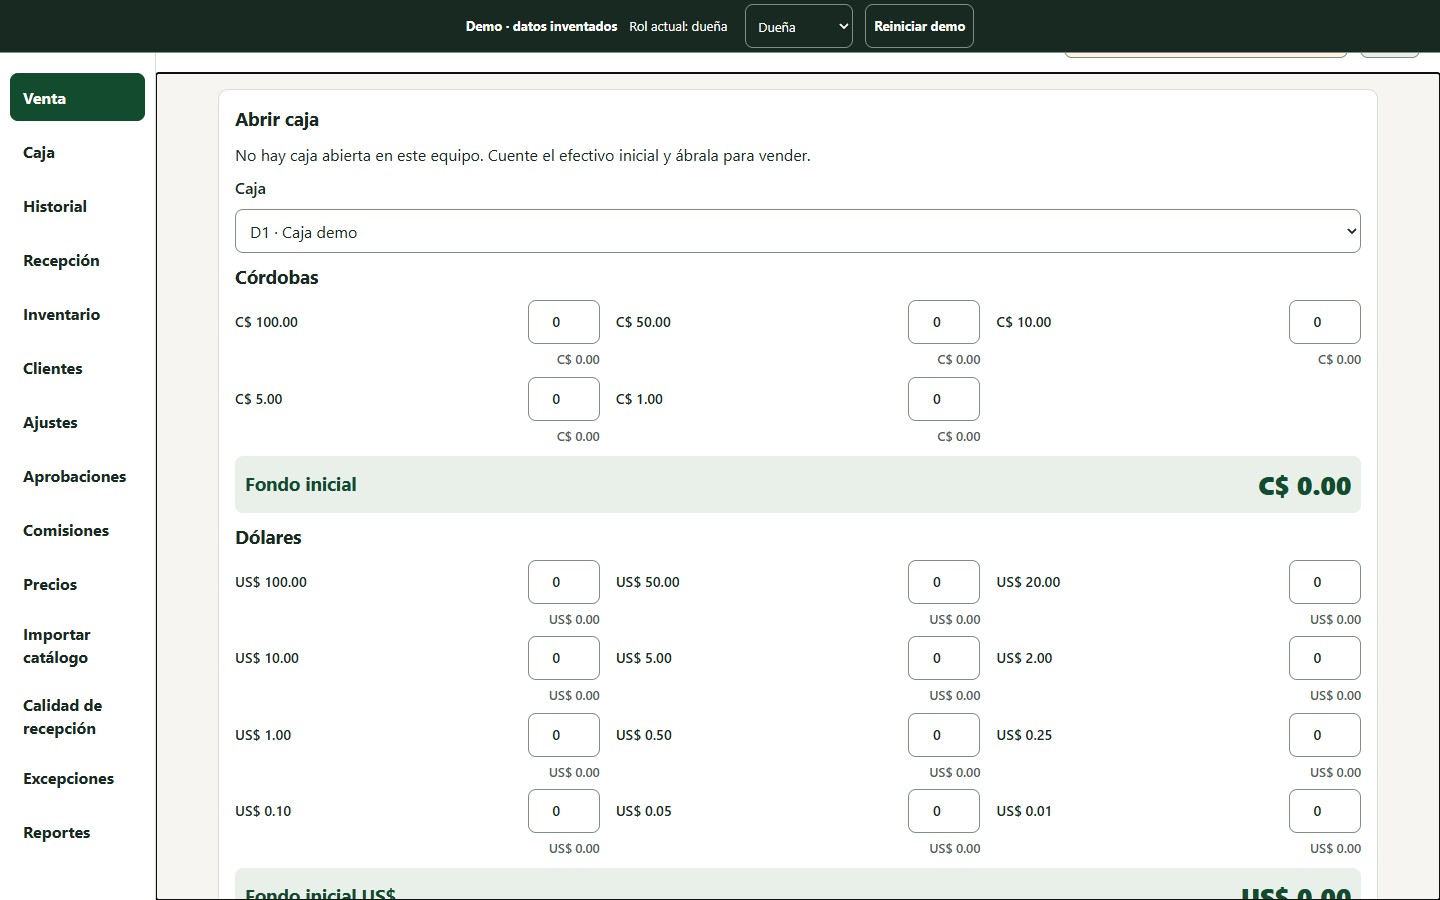 Demo · datos inventados Rol actual: dueña Dueña Reiniciar demo
Venta
Caja
Historial
Recepción
Inventario
Clientes
Ajustes
Aprobaciones
Comisiones
Precios
Importar
catálogo
Calidad de
recepción
Excepciones
Reportes
Abrir caja
No hay caja abierta en este equipo. Cuente el efectivo inicial y ábrala para vender.
Caja
D1 · Caja demo
Córdobas
C$ 100.00 0 C$ 50.00 0 C$ 10.00 0
C$ 0.00 C$ 0.00 C$ 0.00
C$ 5.00 0 C$ 1.00 0
C$ 0.00 C$ 0.00
Fondo inicial C$ 0.00
Dólares
US$ 100.00 0 US$ 50.00 0 US$ 20.00 0
US$ 0.00 US$ 0.00 US$ 0.00
US$ 10.00 0 US$ 5.00 0 US$ 2.00 0
US$ 0.00 US$ 0.00 US$ 0.00
US$ 1.00 0 US$ 0.50 0 US$ 0.25 0
US$ 0.00 US$ 0.00 US$ 0.00
US$ 0.10 0 US$ 0.05 0 US$ 0.01 0
US$ 0.00 US$ 0.00 US$ 0.00
Fondo inicial US$ US$ 0.00